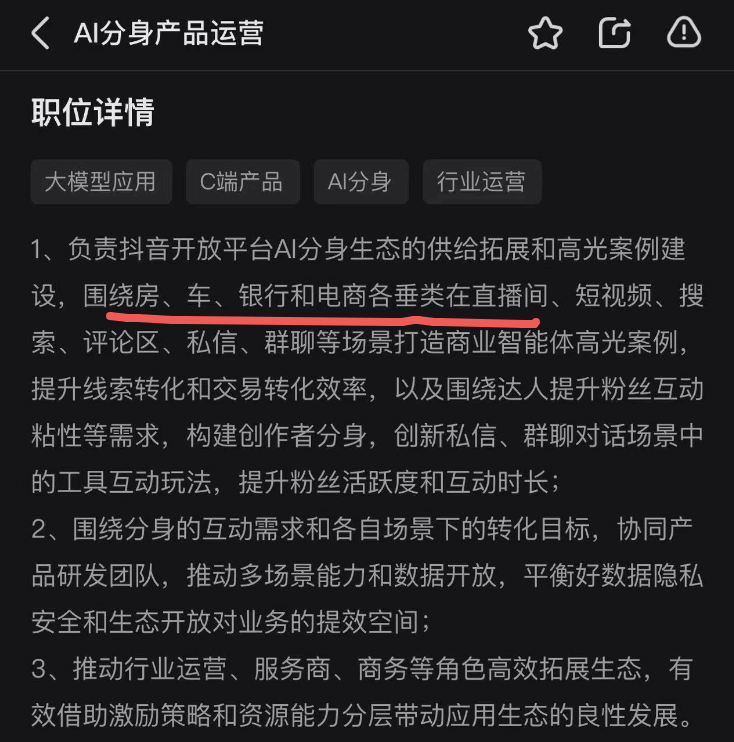 AI分身产品运营
职位详情
大模型应用 C端产品 AI分身 行业运营
1、负责抖音开放平台AI分身生态的供给拓展和高光案例建
设，围绕房、车、银行和电商各垂类在直播间、短视频、搜
索、评论区、私信、群聊等场景打造商业智能体高光案例，
提升线索转化和交易转化效率，以及围绕达人提升粉丝互动
粘性等需求，构建创作者分身，创新私信、群聊对话场景中
的工具互动玩法，提升粉丝活跃度和互动时长；
2、围绕分身的互动需求和各自场景下的转化目标，协同产
品研发团队，推动多场景能力和数据开放，平衡好数据隐私
安全和生态开放对业务的提效空间；
3、推动行业运营、服务商、商务等角色高效拓展生态，有
效借助激励策略和资源能力分层带动应用生态的良性发展。